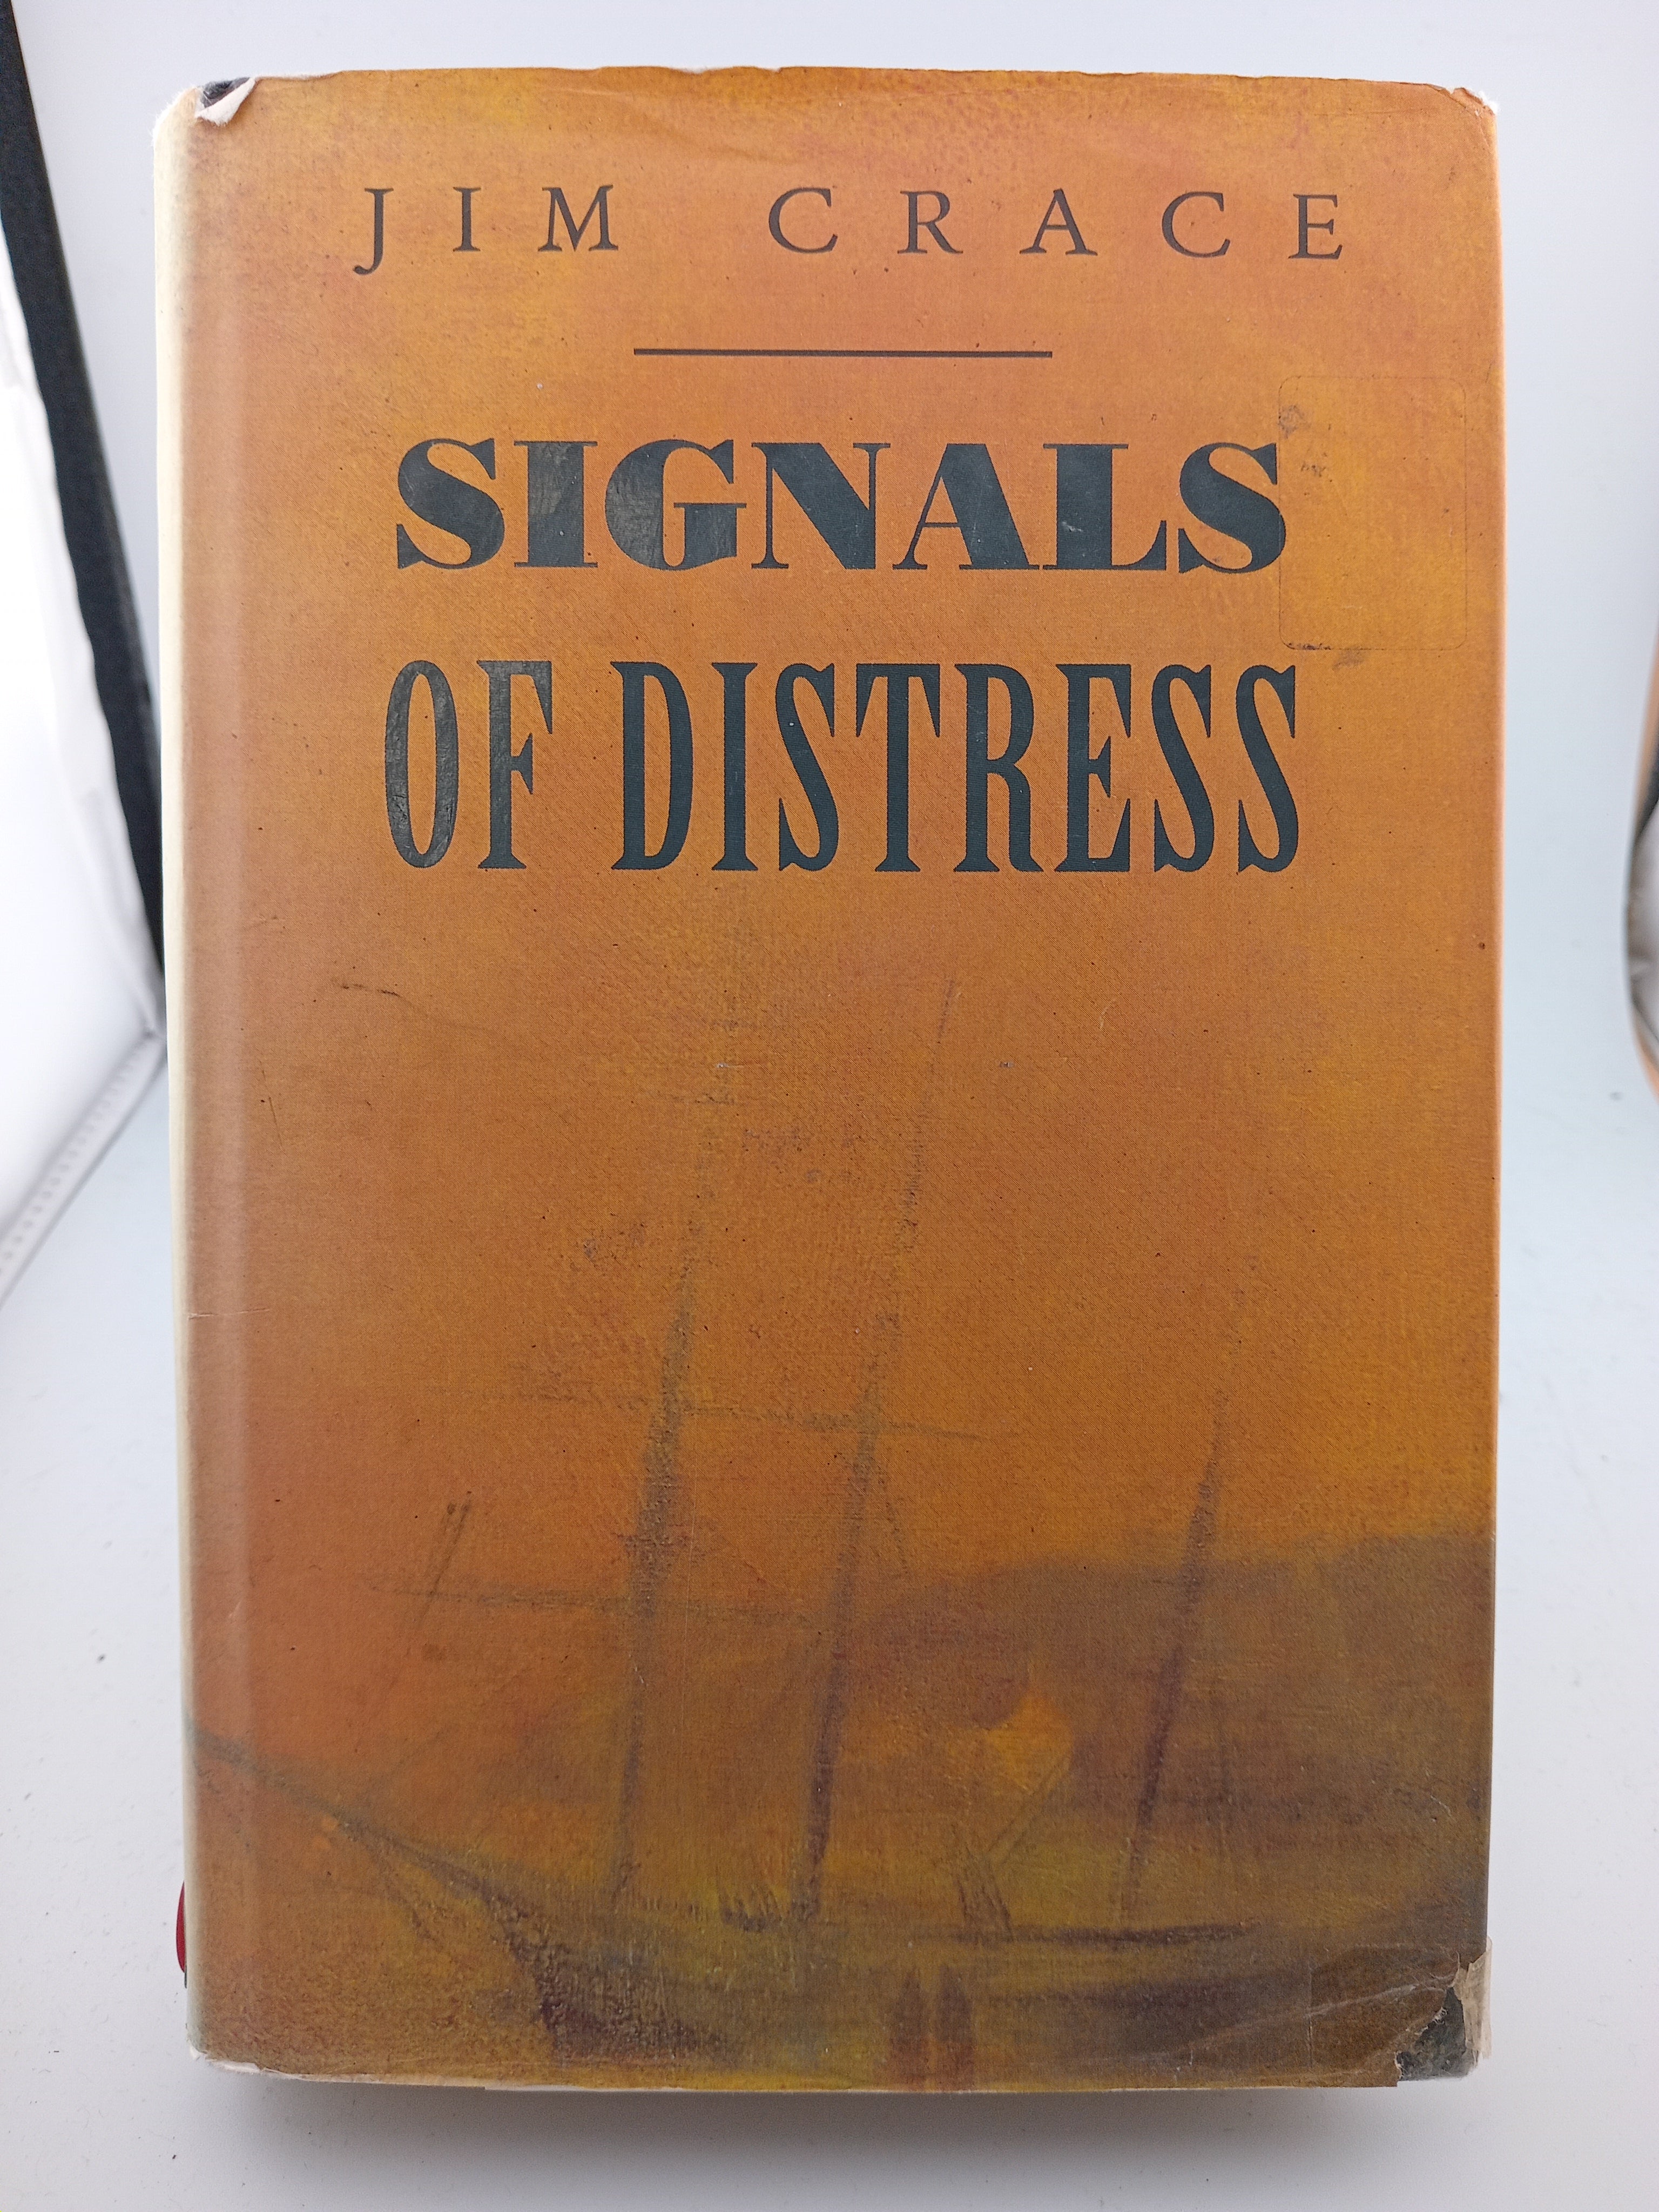 JIM CRACE
SIGNALS
OF DISTRESS